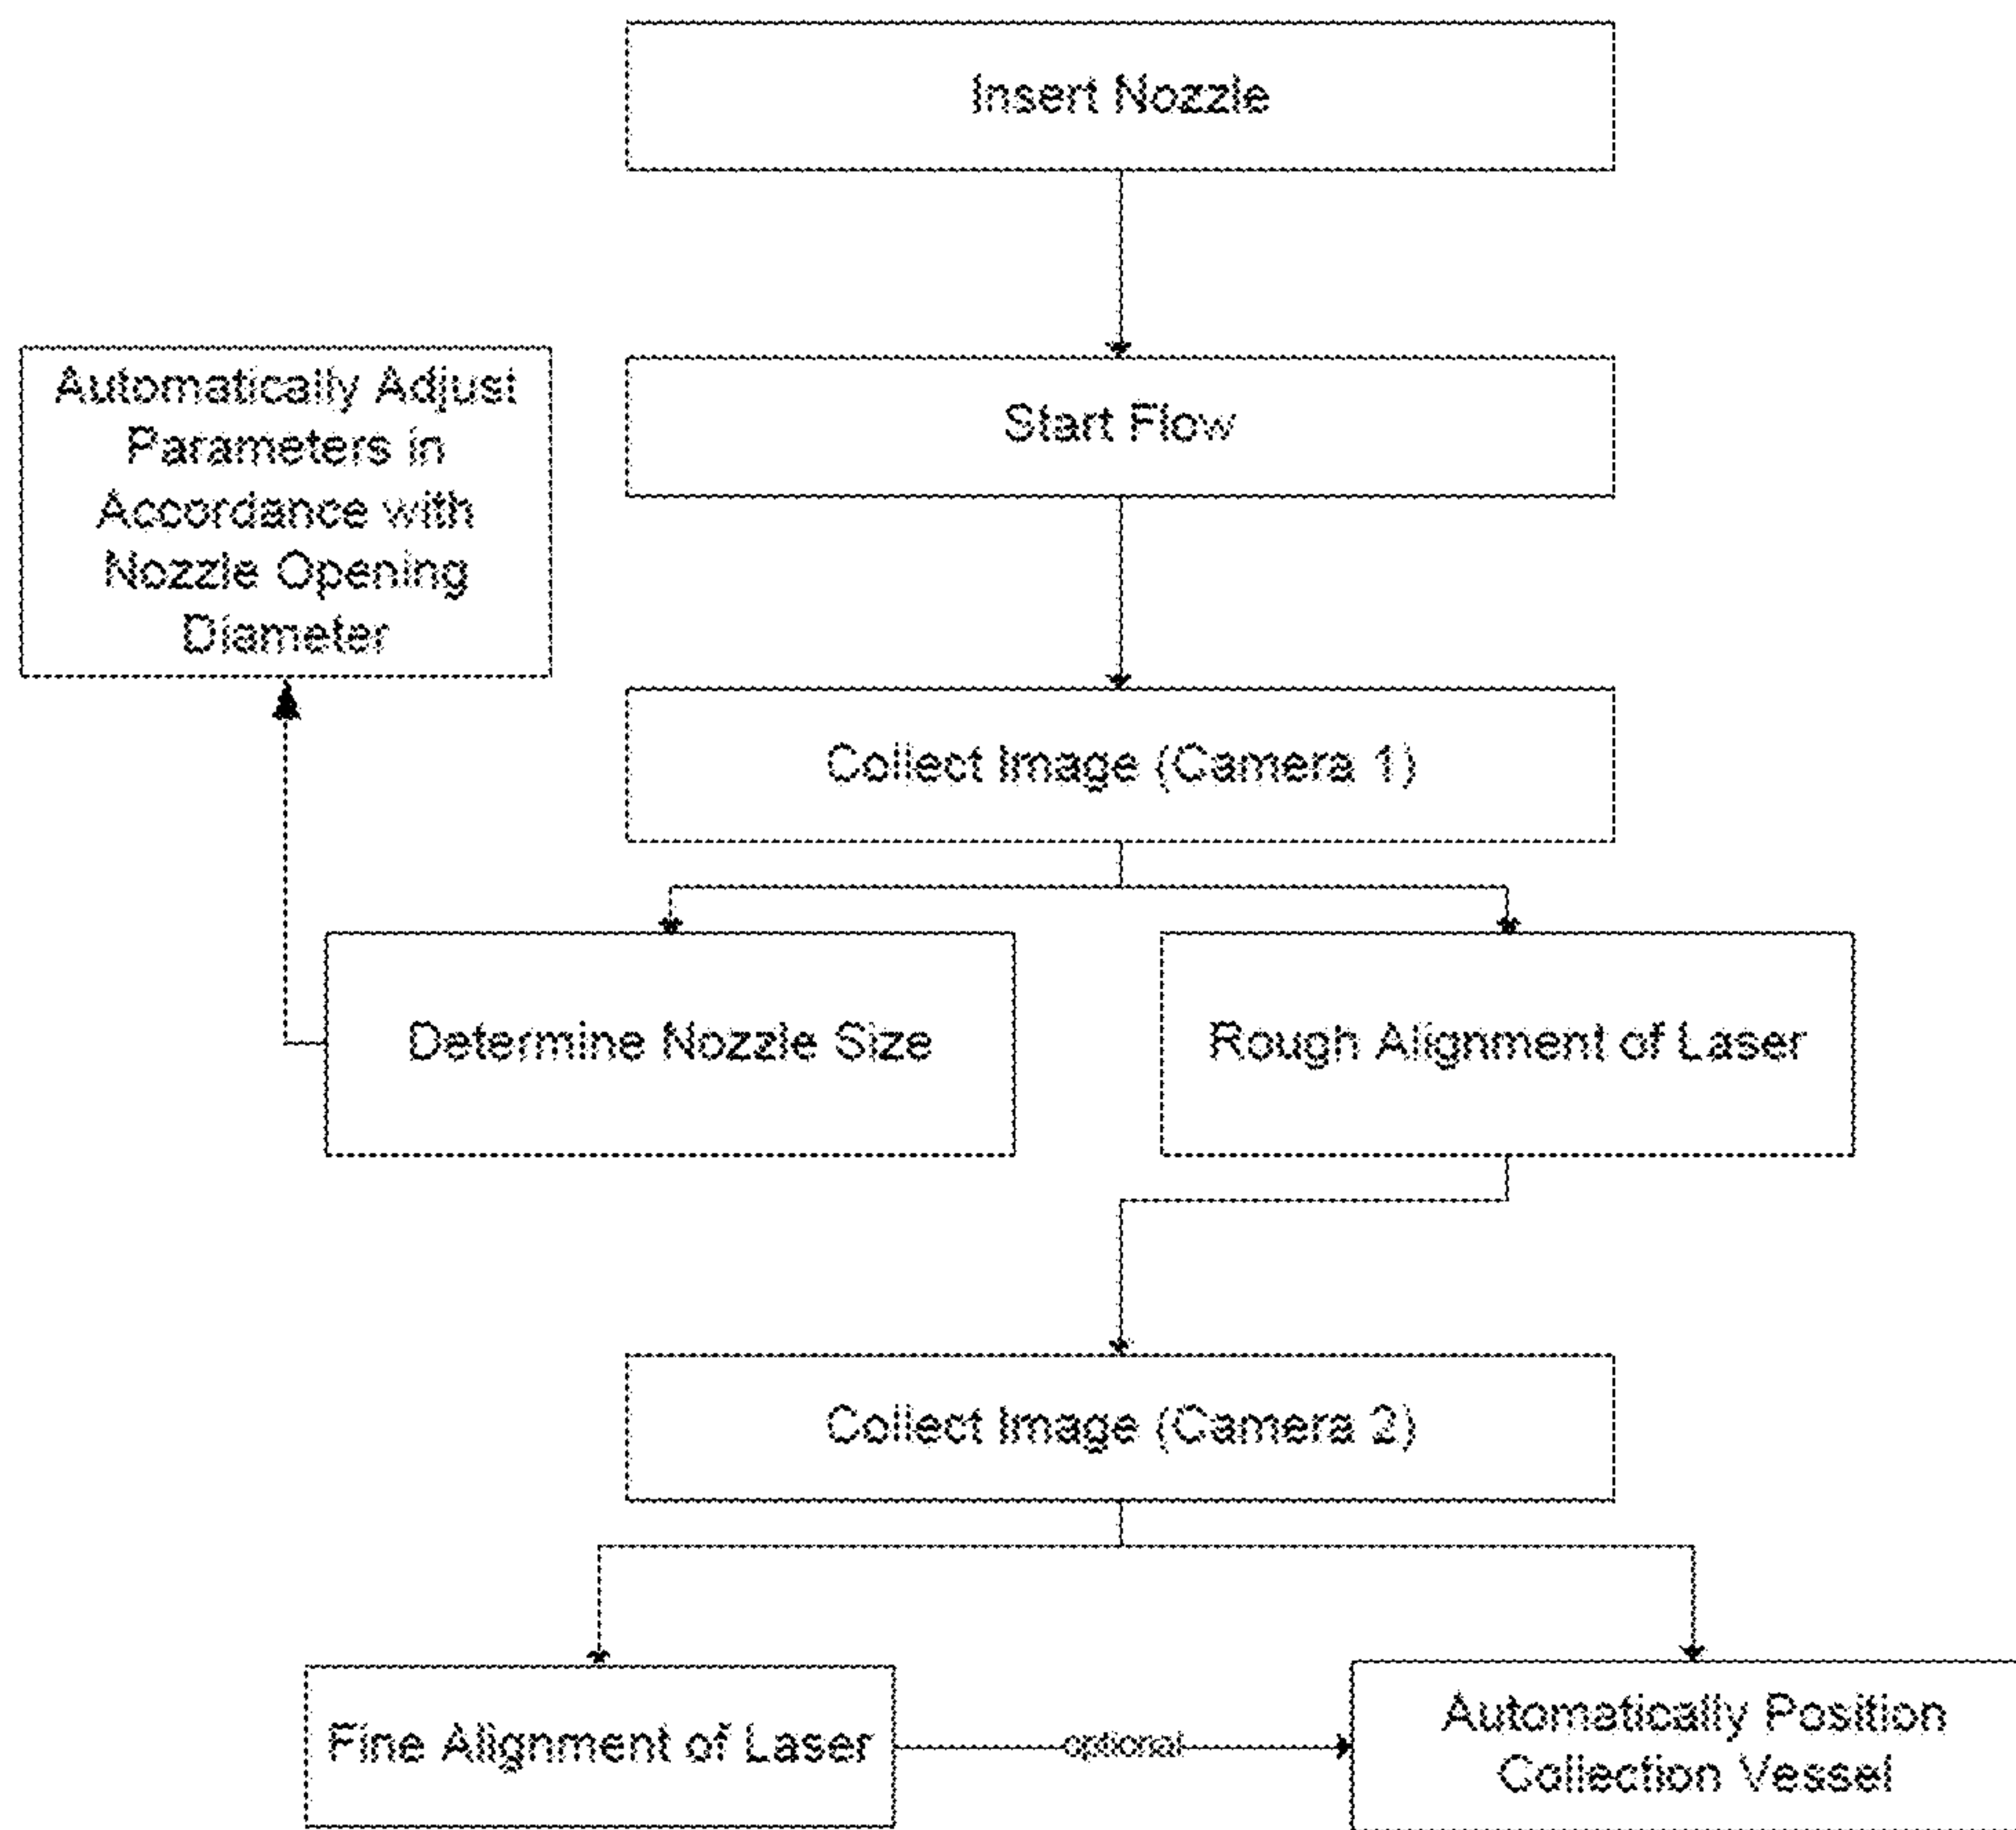 Insert Nozzle
Automatically Adjust
Parameters in
Accordance with
Nozzle Opening
Diameter
Start Flow
Collect Image (Camera 1)
Determine Nozzle Size
Rough Alignment of Laser
Collect Image (Camera 2)
Fine Alignment of Laser
optional
Automatically Position
Collection Vessel